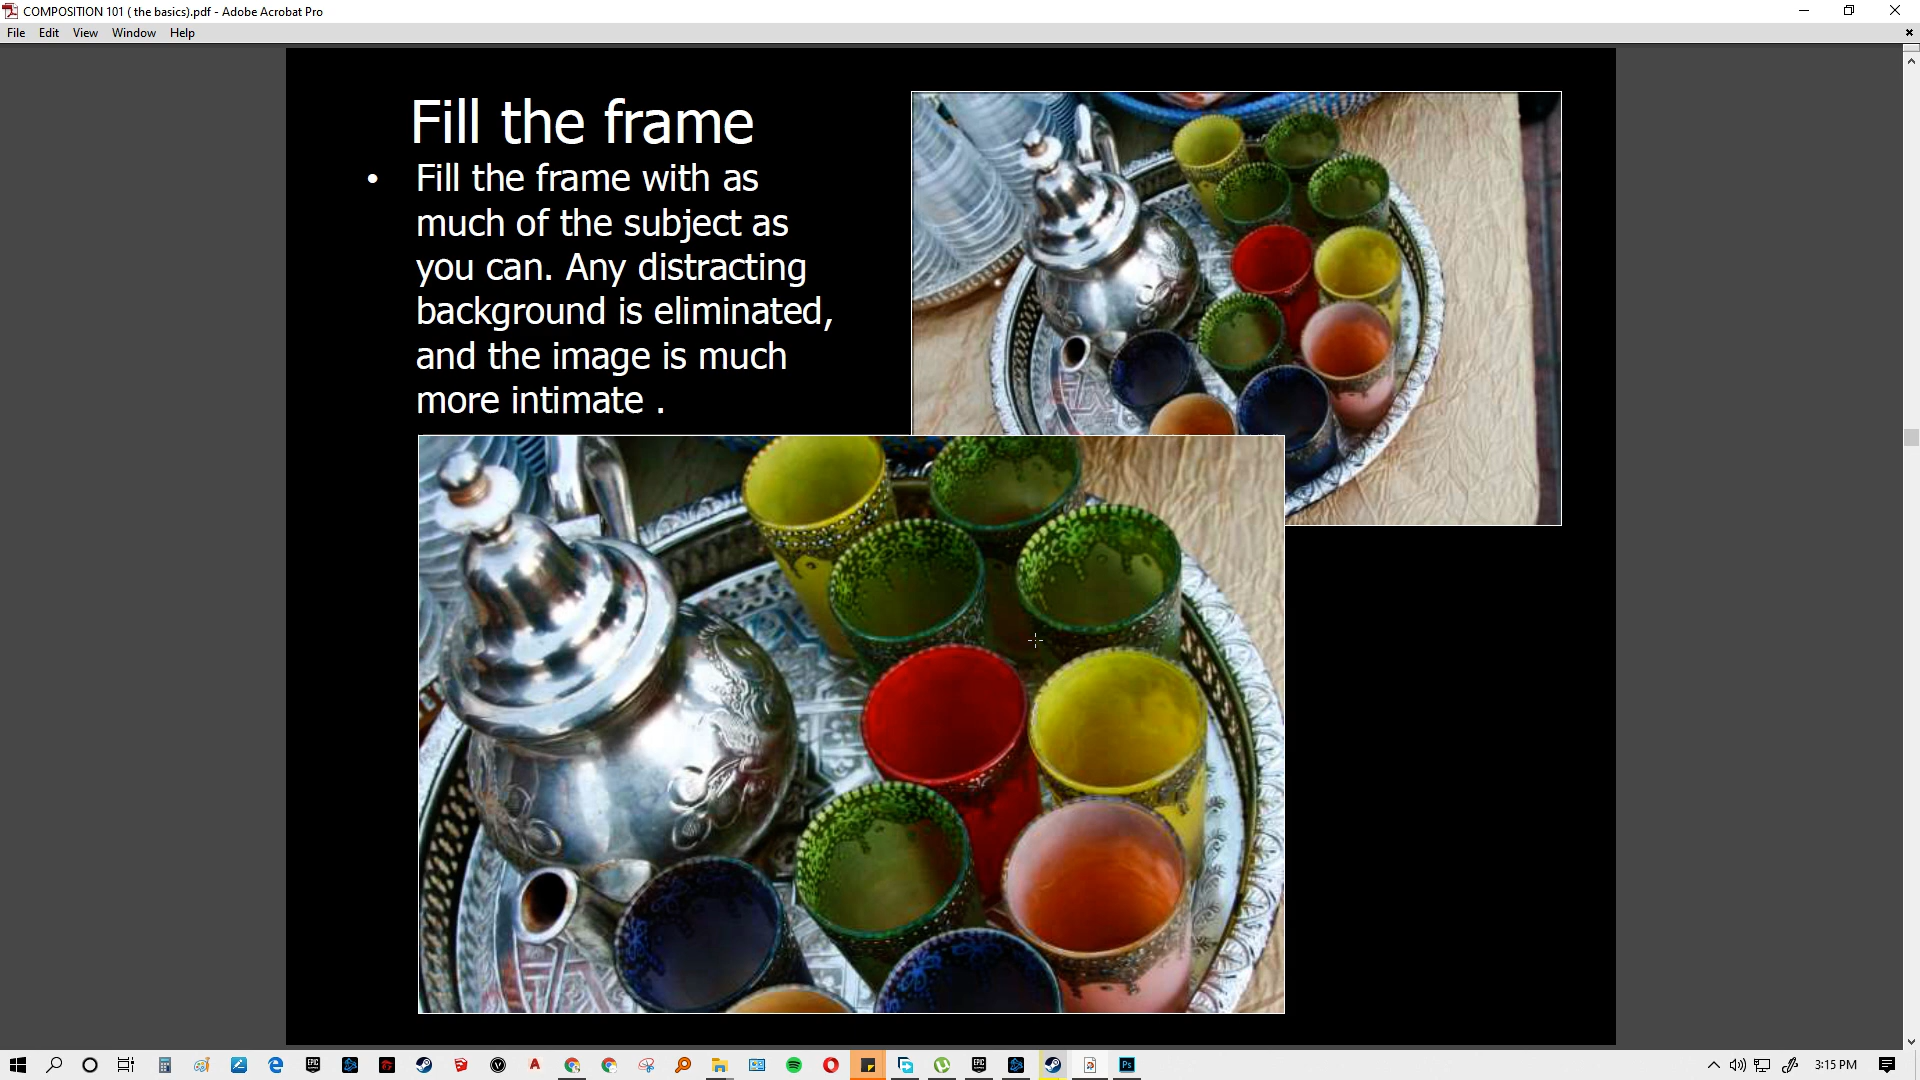 COMPOSITION 101 ( the basics).pdf - Adobe Acrobat Pro
File Edit View Window Help
Fill the frame
• Fill the frame with as
much of the subject as
you can. Any distracting
background is eliminated,
and the image is much
more intimate .
3:15 PM